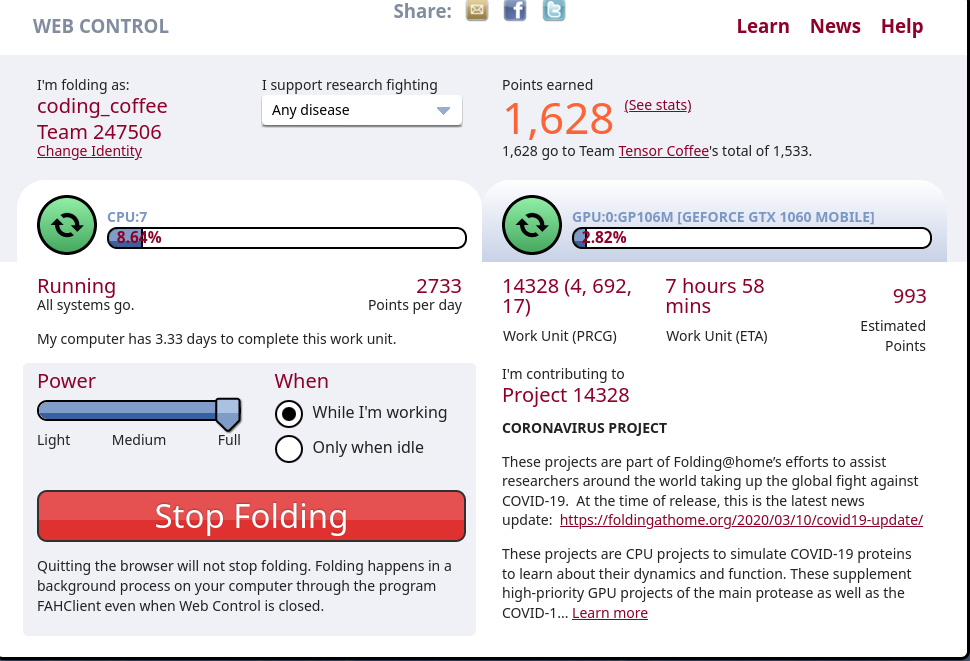 Share:
WEB CONTROL
Learn News Help
I'm folding as:
coding_coffee
Team 247506
Change Identity
I support research fighting
Any disease
Points earned
1,628 (See stats)
1,628 go to Team Tensor Coffee's total of 1,533.
CPU:7
8.64%
GPU:0:GP106M [GEFORCE GTX 1060 MOBILE]
2.82%
Running
All systems go.
2733
Points per day
My computer has 3.33 days to complete this work unit.
Power
Light Medium Full
When
While I'm working
Only when idle
Stop Folding
Quitting the browser will not stop folding. Folding happens in a
background process on your computer through the program
FAHClient even when Web Control is closed.
14328 (4, 692,
17)
Work Unit (PRCG)
7 hours 58
mins
Work Unit (ETA)
993
Estimated
Points
I'm contributing to
Project 14328
CORONAVIRUS PROJECT
These projects are part of Folding@home’s efforts to assist
researchers around the world taking up the global fight against
COVID-19. At the time of release, this is the latest news
update: https://foldingathome.org/2020/03/10/covid19-update/
These projects are CPU projects to simulate COVID-19 proteins
to learn about their dynamics and function. These supplement
high-priority GPU projects of the main protease as well as the
COVID-1... Learn more